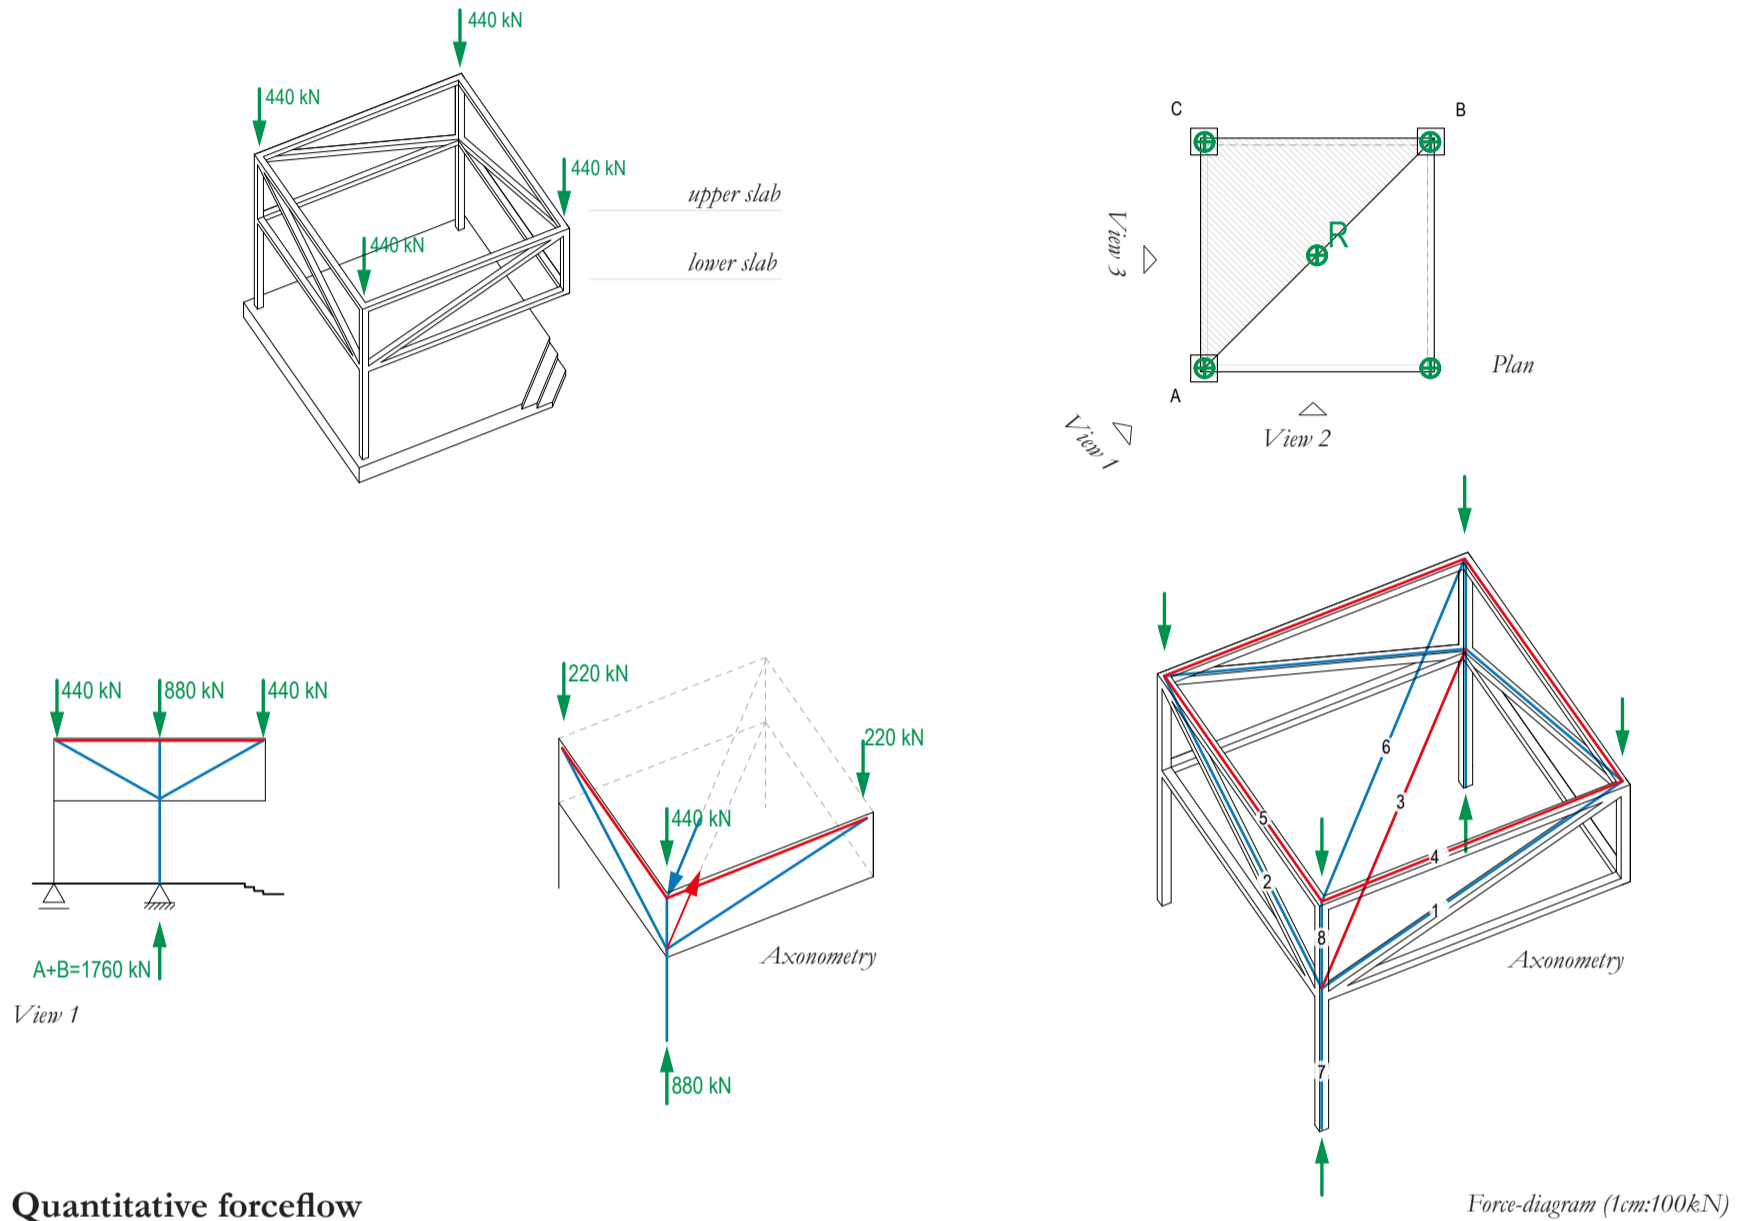 440 kN
440 kN
440 kN
440 kN
upper slab
lower slab
C
B
R
View 3
A
View 1
View 2
Plan
440 kN
880 kN
440 kN
A+B=1760 kN
View 1
220 kN
220 kN
440 kN
Axonometry
880 kN
6
3
5
4
2
1
8
7
Axonometry
Quantitative forceflow
Force-diagram (1cm:100kN)